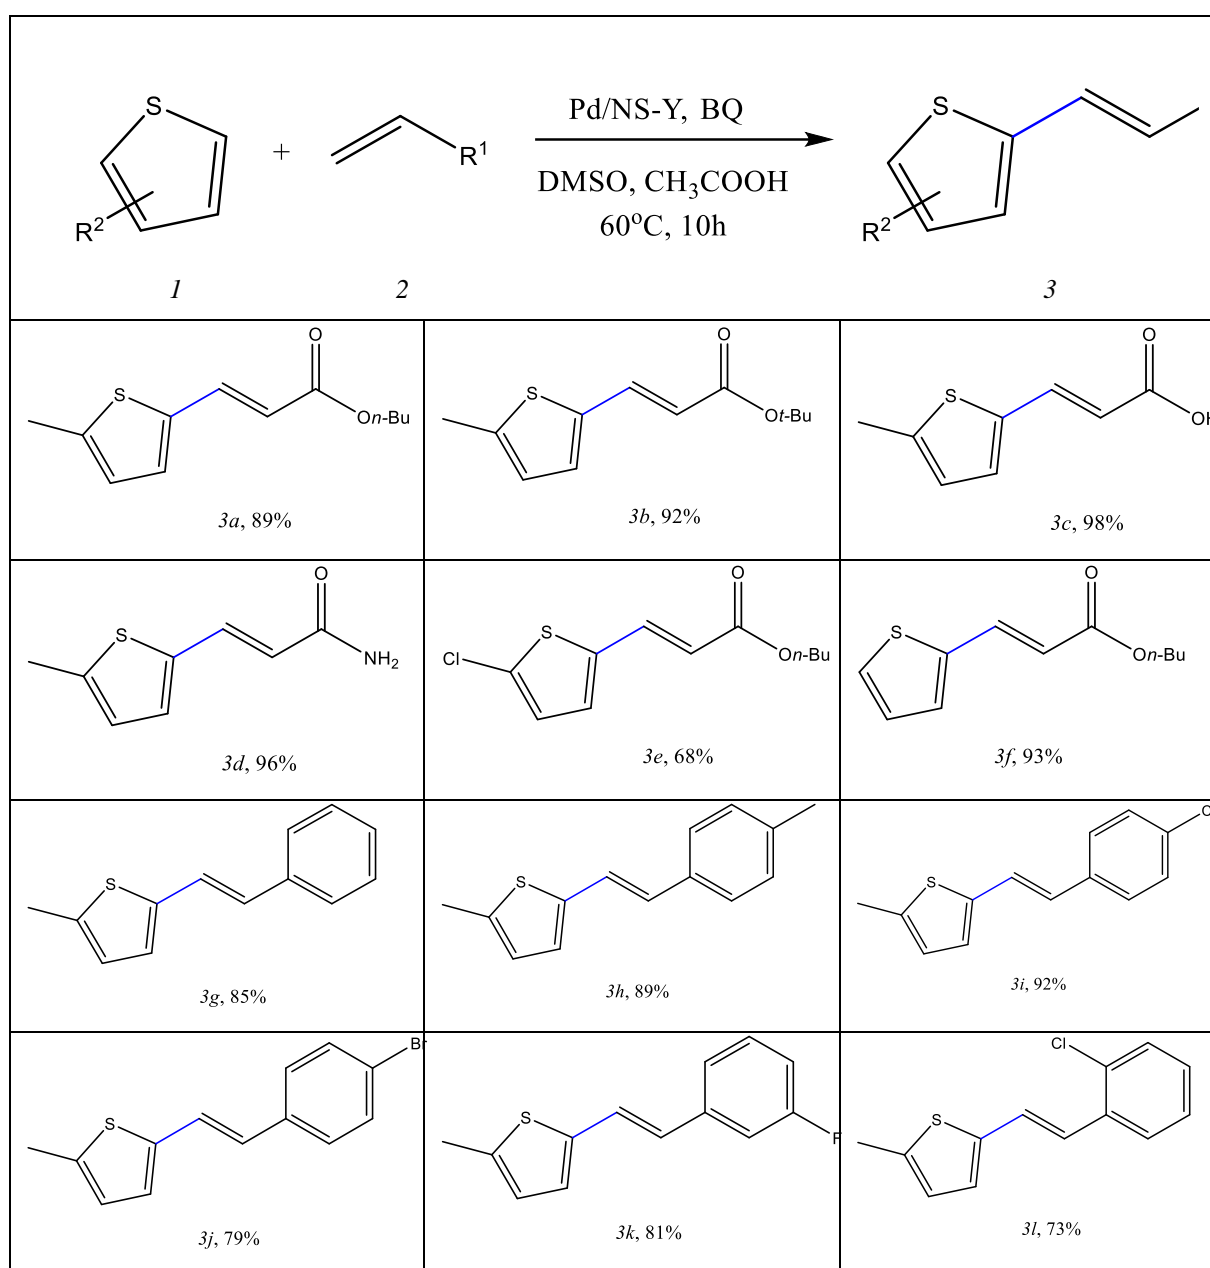 S
S
Pd/NS-Y, BQ
+
R¹
DMSO, CH₃COOH
R²
60°C, 10h
R²
1
2
3
O
O
O
S
S
S
On-Bu
Ot-Bu
3a, 89%
3b, 92%
3c, 98%
O
O
O
S
S
S
NH₂
Cl
On-Bu
On-Bu
3d, 96%
3e, 68%
3f, 93%
S
S
S
3g, 85%
3h, 89%
3i, 92%
Br
Cl
S
S
S
F
3j, 79%
3k, 81%
3l, 73%